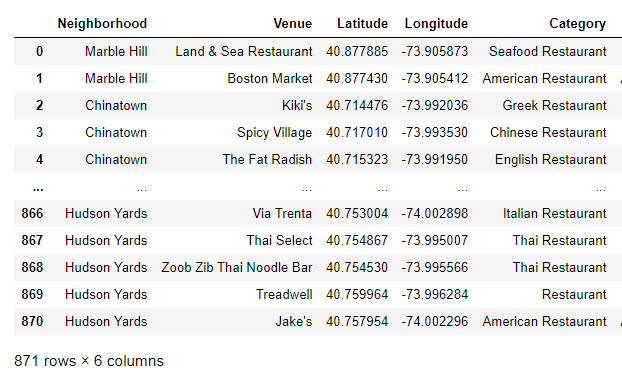 Neighborhood Venue Latitude Longitude Category
0 Marble Hill Land & Sea Restaurant 40.877885 -73.905873 Seafood Restaurant
1 Marble Hill Boston Market 40.877430 -73.905412 American Restaurant
2 Chinatown Kiki's 40.714476 -73.992036 Greek Restaurant
3 Chinatown Spicy Village 40.717010 -73.993530 Chinese Restaurant
4 Chinatown The Fat Radish 40.715323 -73.991950 English Restaurant
... ... ... ... ... ...
866 Hudson Yards Via Trenta 40.753004 -74.002898 Italian Restaurant
867 Hudson Yards Thai Select 40.754867 -73.995007 Thai Restaurant
868 Hudson Yards Zoob Zib Thai Noodle Bar 40.754530 -73.995566 Thai Restaurant
869 Hudson Yards Treadwell 40.759964 -73.996284 Restaurant
870 Hudson Yards Jake's 40.757954 -74.002296 American Restaurant
871 rows × 6 columns